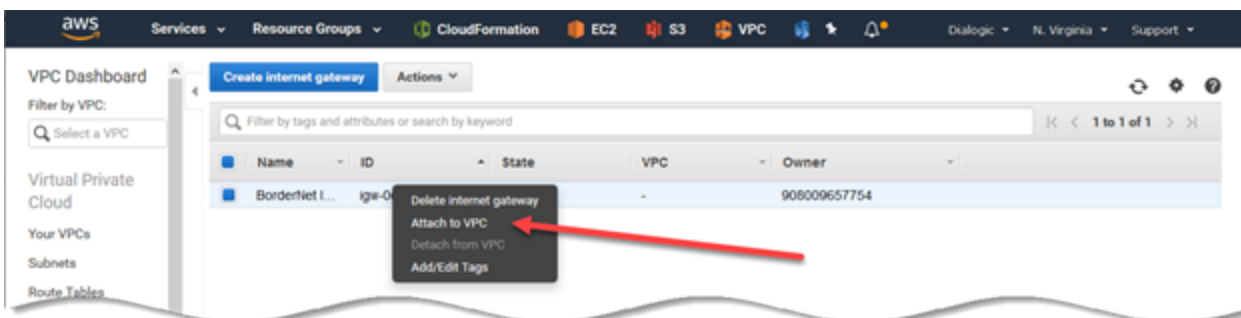 aws Services Resource Groups CloudFormation EC2 S3 VPC Dialogic N. Virginia Support
VPC Dashboard
Filter by VPC:
Select a VPC
Virtual Private
Cloud
Your VPCs
Subnets
Route Tables
Create internet gateway Actions
Filter by tags and attributes or search by keyword
1 to 1 of 1
Name ID State VPC Owner
BorderNet I... igw-0 - 908009657754
Delete internet gateway
Attach to VPC
Detach from VPC
Add/Edit Tags